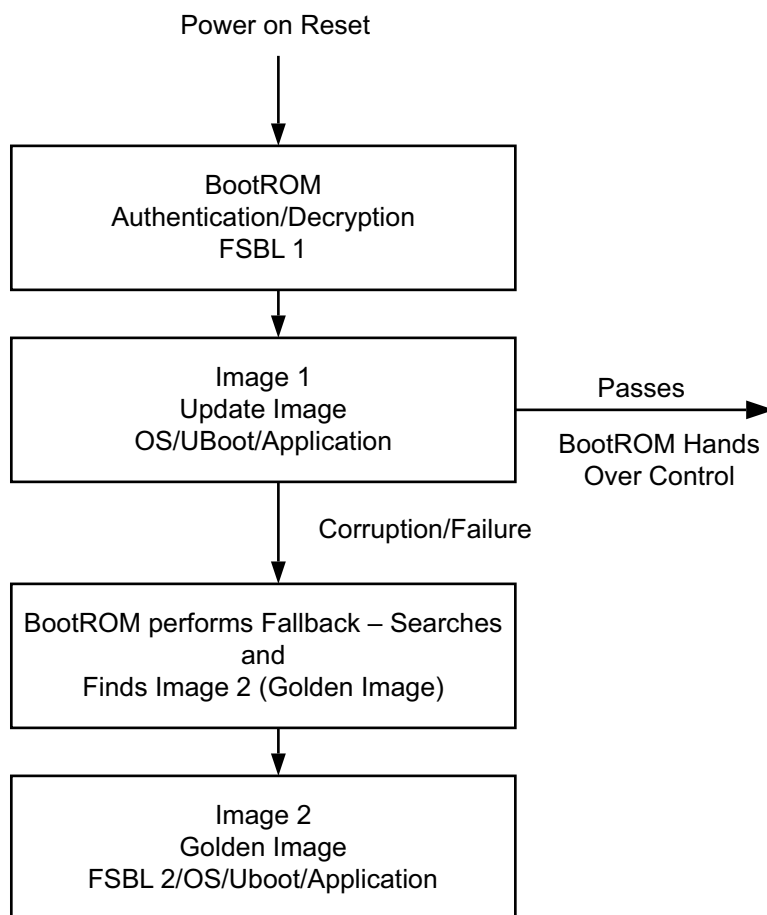 Power on Reset
BootROM
Authentication/Decryption
FSBL 1
Image 1
Update Image
OS/UBoot/Application
Passes
BootROM Hands
Over Control
Corruption/Failure
BootROM performs Fallback – Searches
and
Finds Image 2 (Golden Image)
Image 2
Golden Image
FSBL 2/OS/Uboot/Application